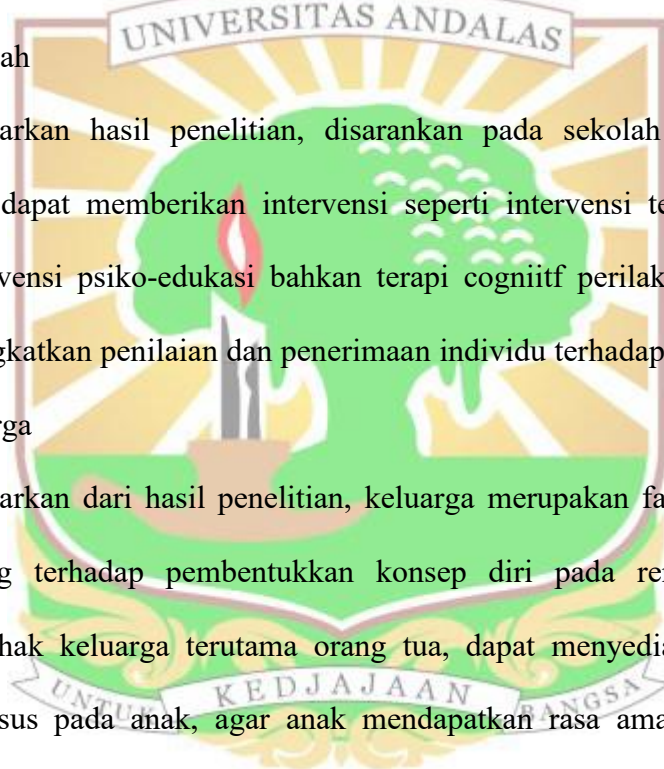 UNIVERSITAS ANDALAS
ah
arkan hasil penelitian, disarankan pada sekolah
dapat memberikan intervensi seperti intervensi te
vensi psiko-edukasi bahkan terapi cogniitf perilak
gkatkan penilaian dan penerimaan individu terhadap
rga
arkan dari hasil penelitian, keluarga merupakan fa
g terhadap pembentukkan konsep diri pada re
hak keluarga terutama orang tua, dapat menyedia
sus pada anak, agar anak mendapatkan rasa ama
UNTUK KEDJAJAAN BANGSA